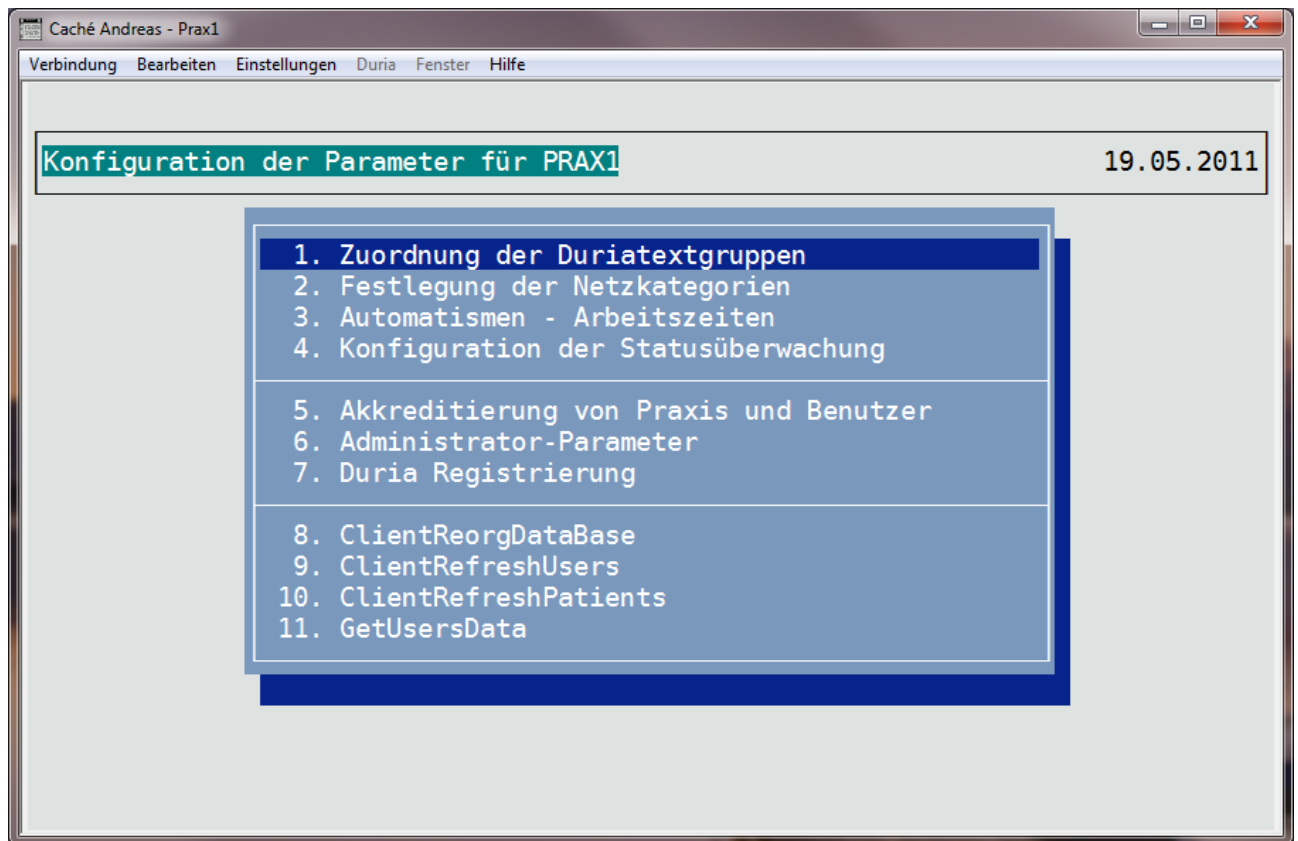 Caché Andreas - Prax1
Verbindung Bearbeiten Einstellungen Duria Fenster Hilfe
Konfiguration der Parameter für PRAX1 19.05.2011
1. Zuordnung der Duriatextgruppen
2. Festlegung der Netzkategorien
3. Automatismen - Arbeitszeiten
4. Konfiguration der Statusüberwachung
5. Akkreditierung von Praxis und Benutzer
6. Administrator-Parameter
7. Duria Registrierung
8. ClientReorgDataBase
9. ClientRefreshUsers
10. ClientRefreshPatients
11. GetUsersData